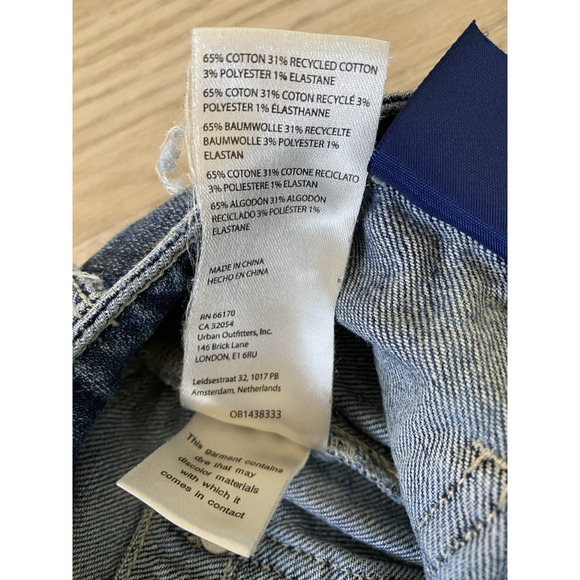 65% COTTON 31% RECYCLED COTTON
3% POLYESTER 1% ELASTANE
65% COTON 31% COTON RECYCLÉ 3%
POLYESTER 1% ÉLASTHANNE
65% BAUMWOLLE 31% RECYCELTE
BAUMWOLLE 3% POLYESTER 1%
ELASTAN
65% COTONE 31% COTONE RICICLATO
3% POLIESTERE 1% ELASTAN
65% ALGODÓN 31% ALGODÓN
RECICLADO 3% POLIÉSTER 1%
ELASTANE
MADE IN CHINA
HECHO EN CHINA
RN 66170
CA 32054
Urban Outfitters, Inc.
146 Brick Lane
LONDON, E1 6RU
Leidsestraat 32, 1017 PB
Amsterdam, Netherlands
OB1438333
This garment contains
dye that may
discolor materials
with which it
comes in contact